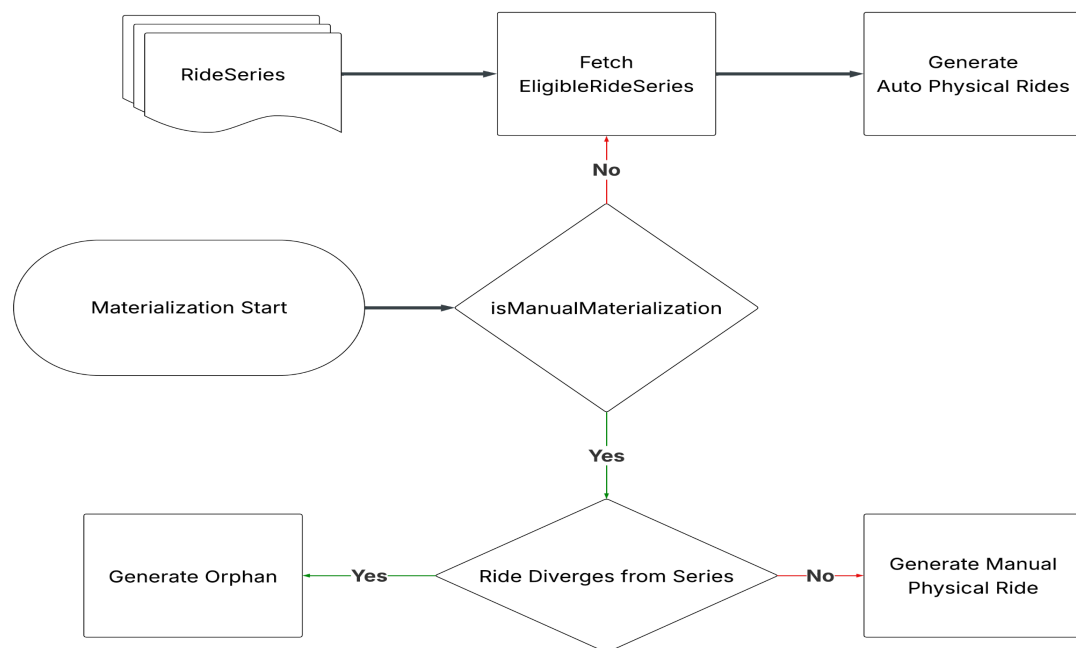 RideSeries
Fetch
EligibleRideSeries
Generate
Auto Physical Rides
No
Materialization Start
isManualMaterialization
Yes
Generate Orphan
Yes
Ride Diverges from Series
No
Generate Manual
Physical Ride